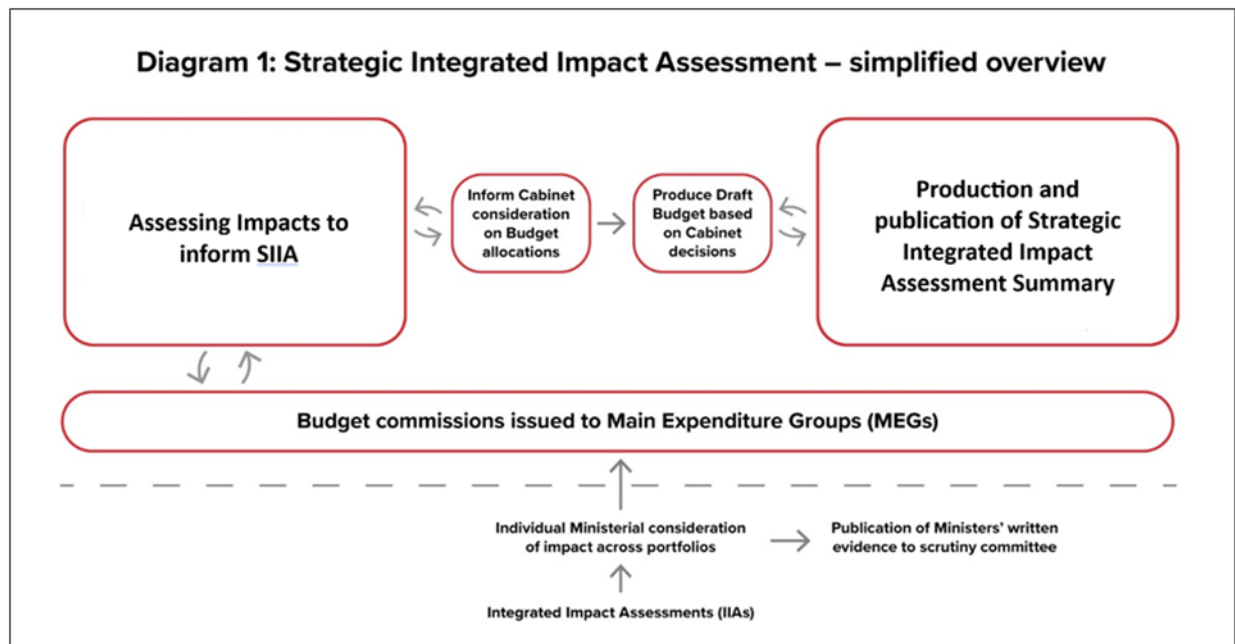 Diagram 1: Strategic Integrated Impact Assessment – simplified overview
Assessing Impacts to
inform SIIA
Inform Cabinet
consideration
on Budget
allocations
Produce Draft
Budget based
on Cabinet
decisions
Production and
publication of Strategic
Integrated Impact
Assessment Summary
Budget commissions issued to Main Expenditure Groups (MEGs)
Individual Ministerial consideration
of impact across portfolios
Publication of Ministers’ written
evidence to scrutiny committee
Integrated Impact Assessments (IIAs)